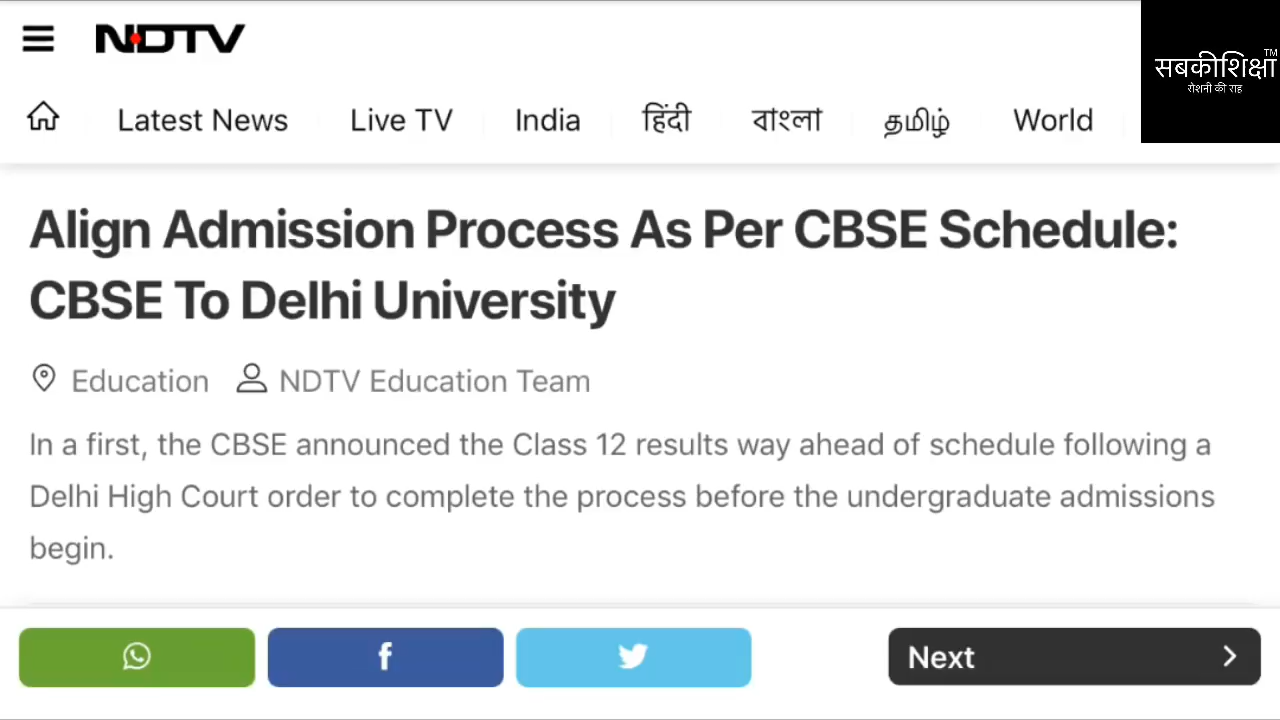 NDTV
सबकीशिक्षा™
रोशनी की राह
Latest News Live TV India हिंदी বাংলা தமிழ் World
Align Admission Process As Per CBSE Schedule:
CBSE To Delhi University
Education NDTV Education Team
In a first, the CBSE announced the Class 12 results way ahead of schedule following a
Delhi High Court order to complete the process before the undergraduate admissions
begin.
Next